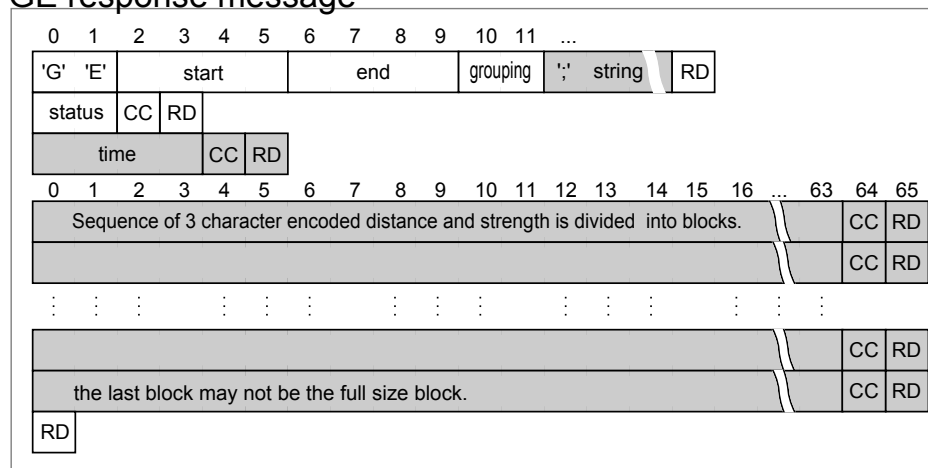 GE response message
0 1 2 3 4 5 6 7 8 9 10 11 ...
'G' 'E' start end grouping ';' string RD
status CC RD
time CC RD
0 1 2 3 4 5 6 7 8 9 10 11 12 13 14 15 16 ... 63 64 65
Sequence of 3 character encoded distance and strength is divided into blocks. CC RD
CC RD
CC RD
the last block may not be the full size block. CC RD
RD